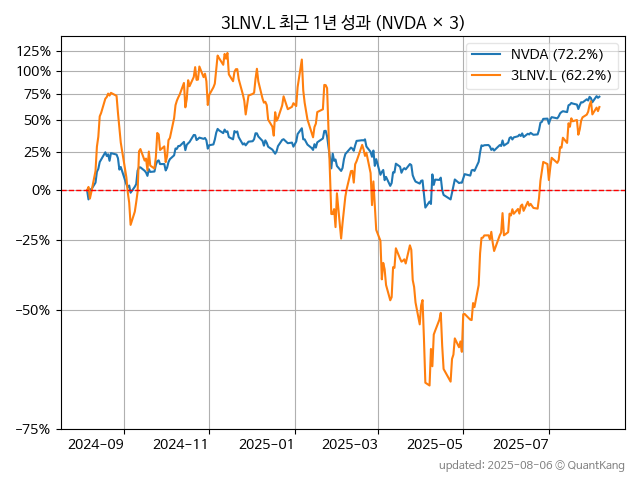 3LNV.L 최근 1년 성과 (NVDA × 3)
NVDA (72.2%)
3LNV.L (62.2%)
125%
100%
75%
50%
25%
0%
−25%
−50%
−75%
2024-09 2024-11 2025-01 2025-03 2025-05 2025-07
updated: 2025-08-06 © QuantKang